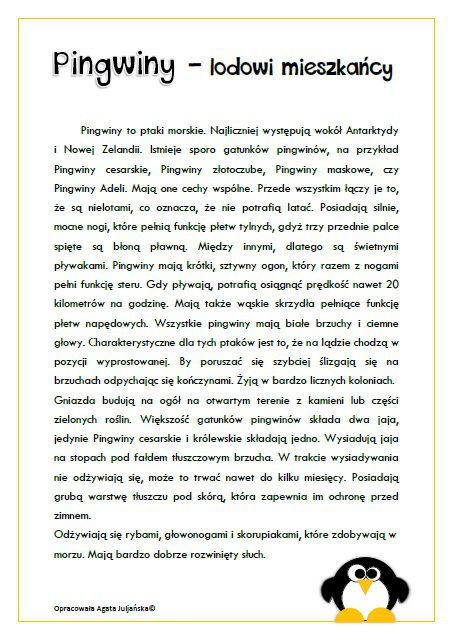 Pingwiny – lodowi mieszkańcy
Pingwiny to ptaki morskie. Najliczniej występują wokół Antarktydy
i Nowej Zelandii. Istnieje sporo gatunków pingwinów, na przykład
Pingwiny cesarskie, Pingwiny złotoczube, Pingwiny maskowe, czy
Pingwiny Adeli. Mają one cechy wspólne. Przede wszystkim łączy je to,
że są nielotami, co oznacza, że nie potrafią latać. Posiadają silnie,
mocne nogi, które pełnią funkcję płetw tylnych, gdyż trzy przednie palce
spięte są błoną pławną. Między innymi, dlatego są świetnymi
pływakami. Pingwiny mają krótki, sztywny ogon, który razem z nogami
pełni funkcję steru. Gdy pływają, potrafią osiągnąć prędkość nawet 20
kilometrów na godzinę. Mają także wąskie skrzydła pełniące funkcję
płetw napędowych. Wszystkie pingwiny mają białe brzuchy i ciemne
głowy. Charakterystyczne dla tych ptaków jest to, że na lądzie chodzą w
pozycji wyprostowanej. By poruszać się szybciej ślizgają się na
brzuchach odpychając się kończynami. Żyją w bardzo licznych koloniach.
Gniazda budują na ogół na otwartym terenie z kamieni lub części
zielonych roślin. Większość gatunków pingwinów składa dwa jaja,
jedynie Pingwiny cesarskie i królewskie składają jedno. Wysiadują jaja
na stopach pod fałdem tłuszczowym brzucha. W trakcie wysiadywania
nie odżywiają się, może to trwać nawet do kilku miesięcy. Posiadają
grubą warstwę tłuszczu pod skórą, która zapewnia im ochronę przed
zimnem.
Odżywiają się rybami, głowonogami i skorupiakami, które zdobywają w
morzu. Mają bardzo dobrze rozwinięty słuch.
Opracowała Agata Juljańska©